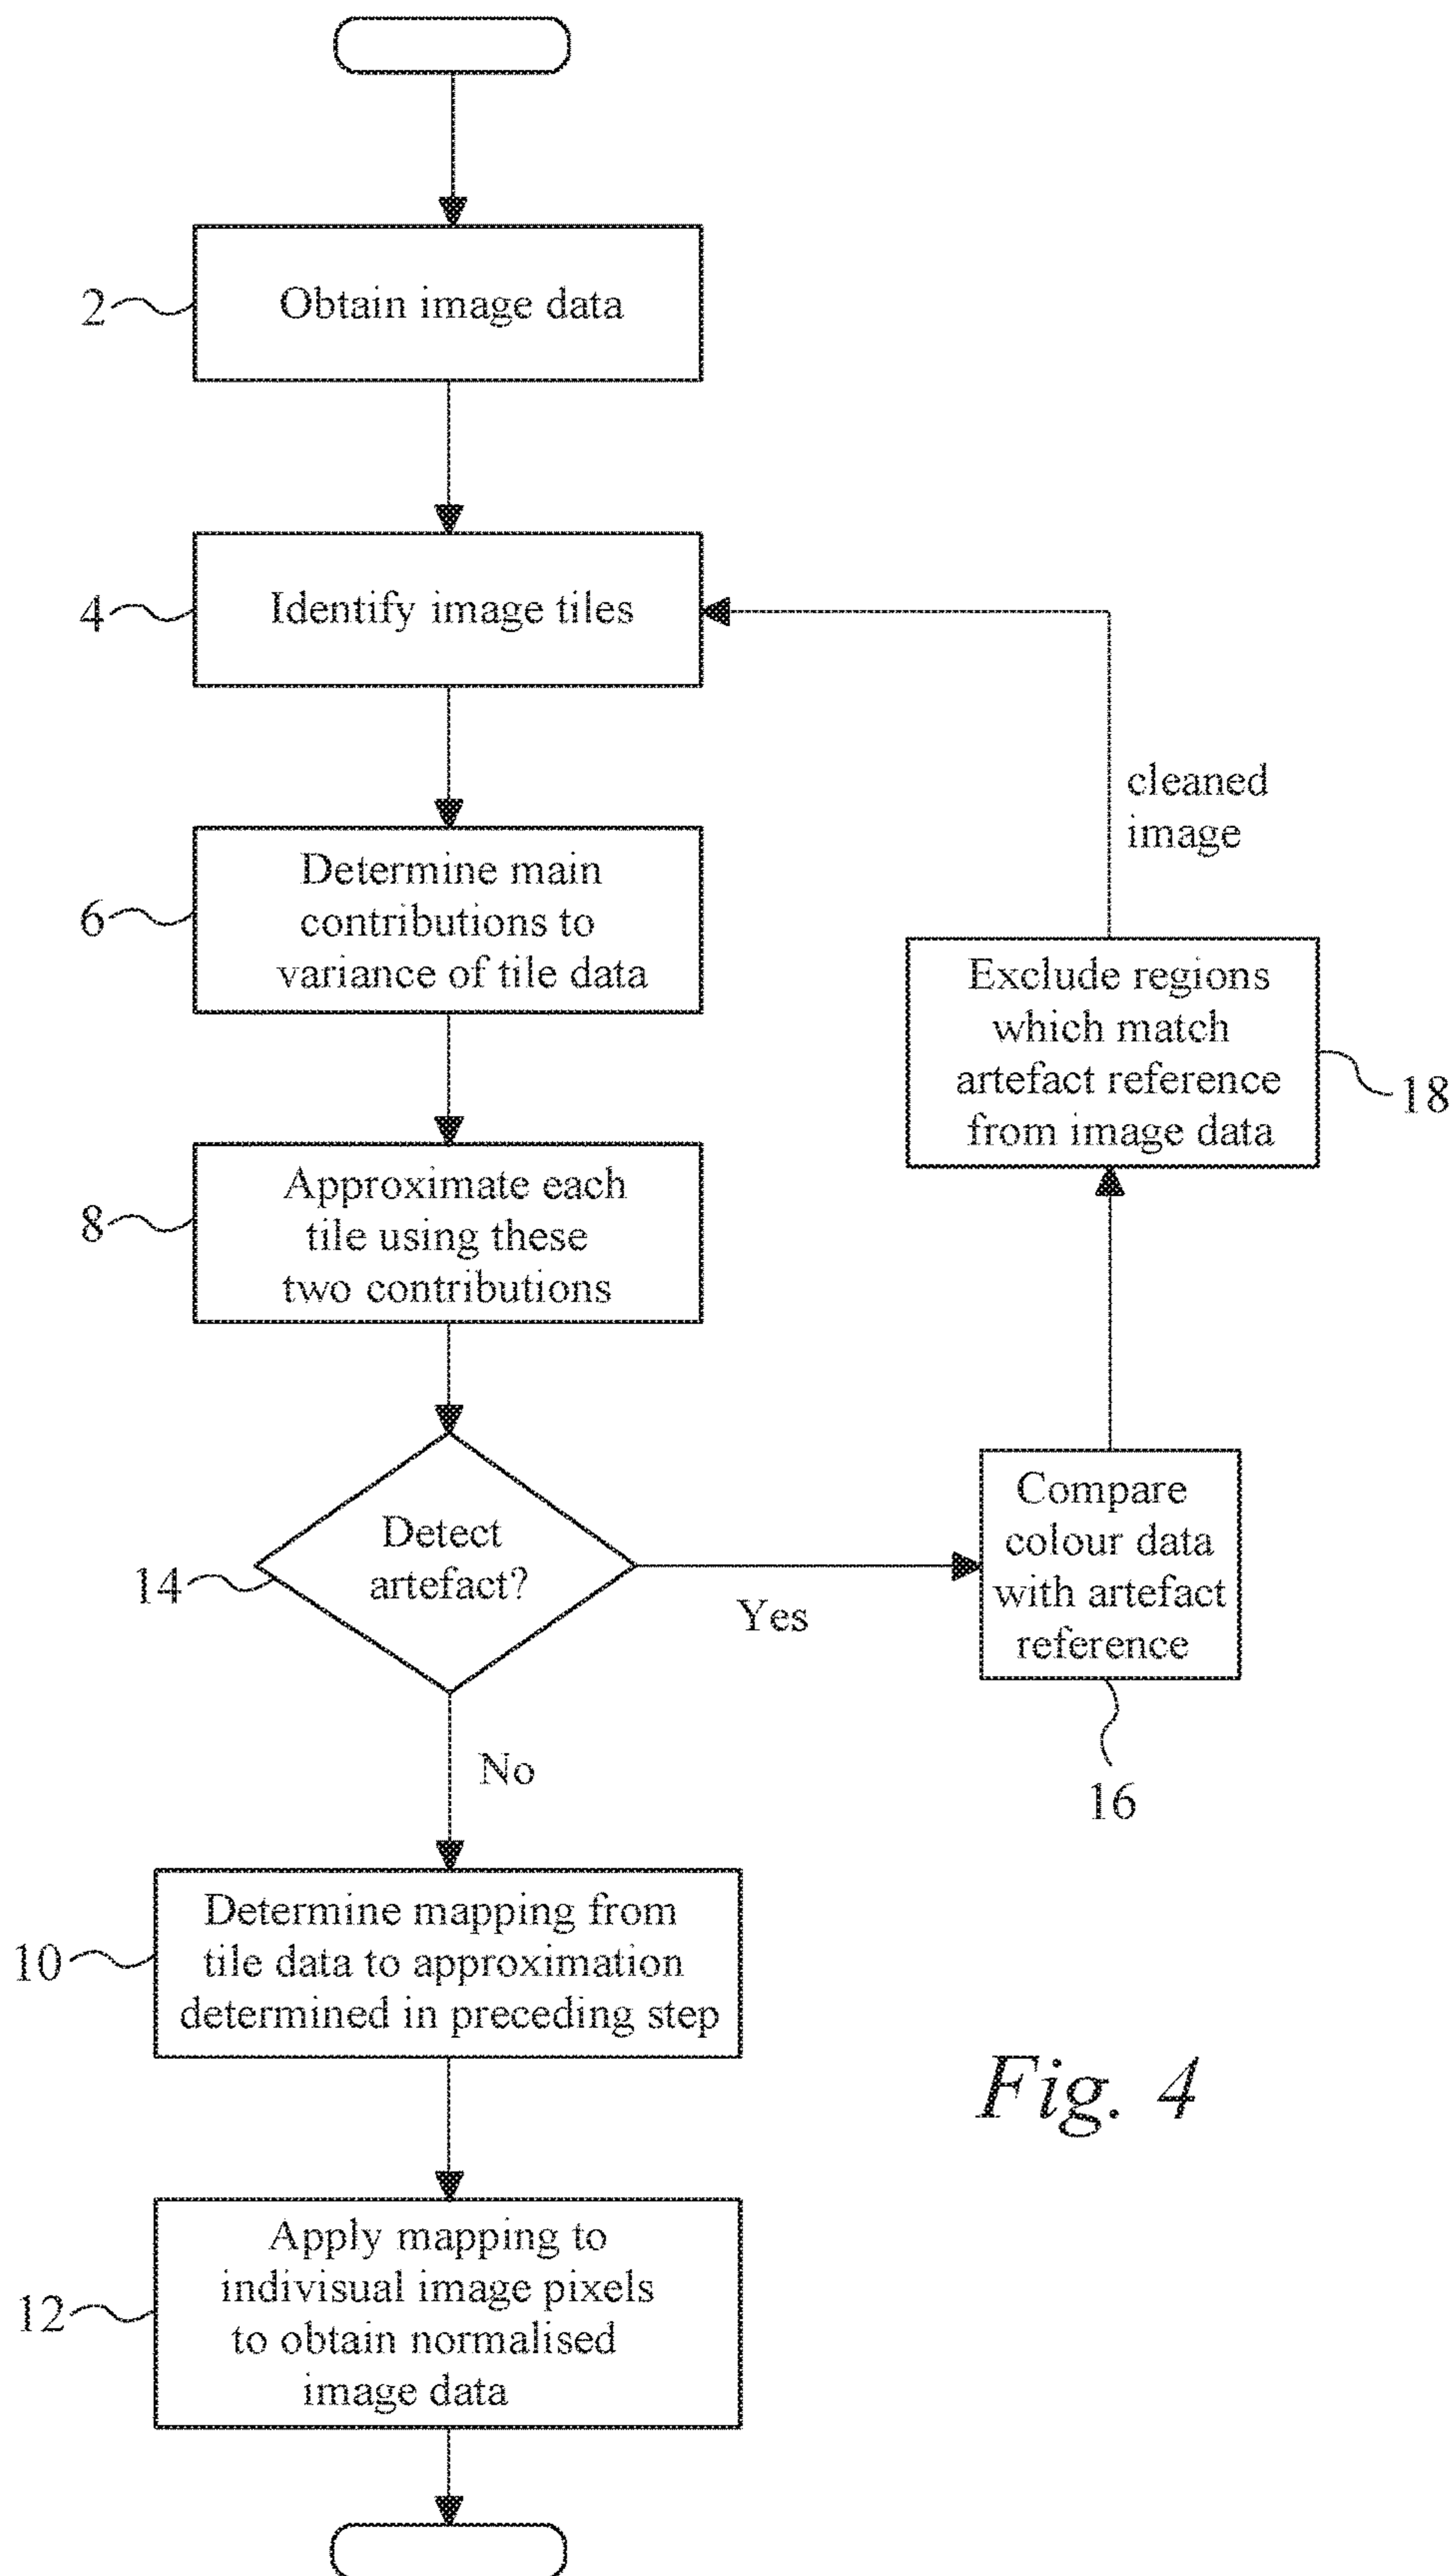 2
Obtain image data
4
Identify image tiles
cleaned
image
6
Determine main
contributions to
variance of tile data
Exclude regions
which match
artefact reference
from image data
18
8
Approximate each
tile using these
two contributions
14
Detect
artefact?
Yes
Compare
colour data
with artefact
reference
16
No
10
Determine mapping from
tile data to approximation
determined in preceding step
Fig. 4
12
Apply mapping to
indivisual image pixels
to obtain normalised
image data